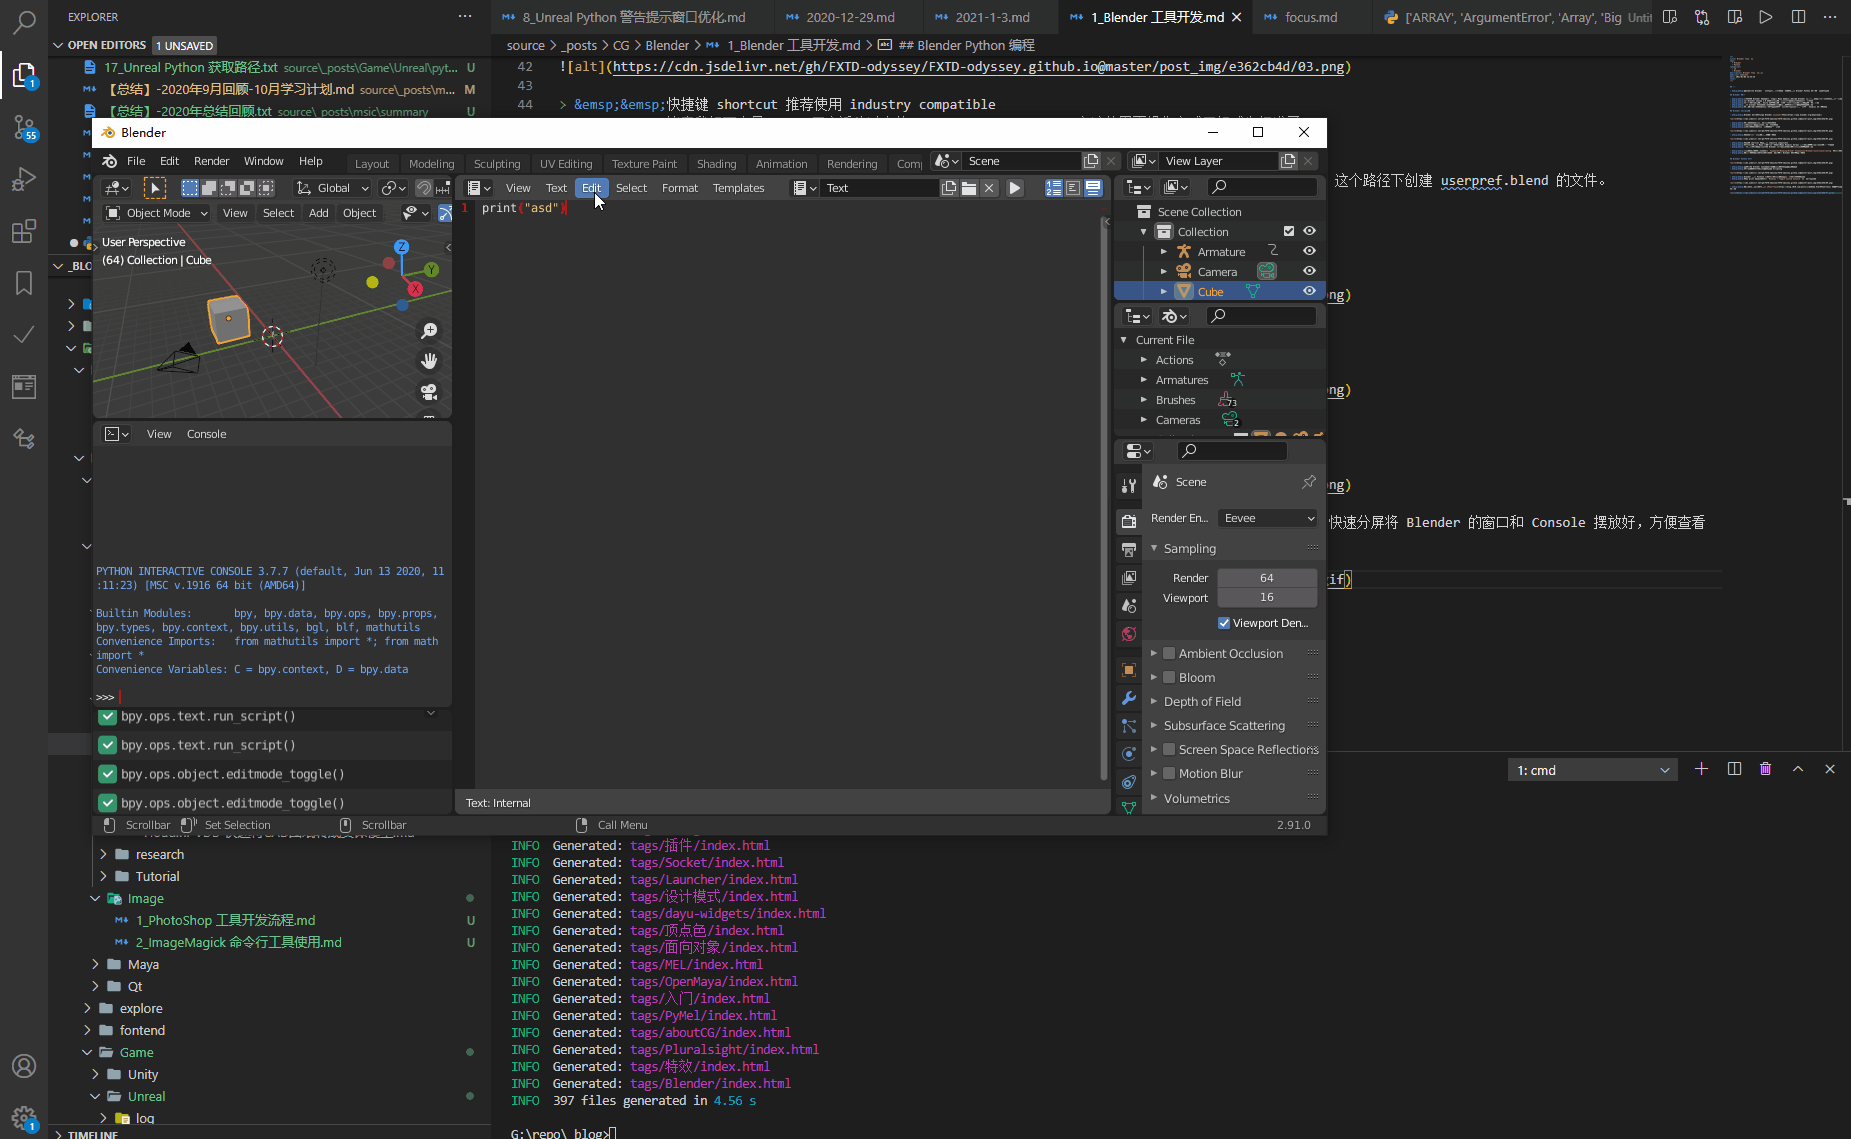 EXPLORER
8_Unreal Python 警告提示窗口优化.md
2020-12-29.md
2021-1-3.md
1_Blender 工具开发.md
focus.md
['ARRAY', 'ArgumentError', 'Array', 'Big Unti
OPEN EDITORS 1 UNSAVED
source > _posts > CG > Blender > 1_Blender 工具开发.md > ## Blender Python 编程
17_Unreal Python 获取路径.txt source\_posts\Game\Unreal\pyt... U
【总结】-2020年9月回顾-10月学习计划.md source\_posts\m... M
【总结】-2020年总结回顾.txt source\_posts\msic\summary U
42 ![alt](https://cdn.jsdelivr.net/gh/FXTD-odyssey/FXTD-odyssey.github.io@master/post_img/e362cb4d/03.png)
43
44 > &emsp;&emsp;快捷键 shortcut 推荐使用 industry compatible
Blender
File Edit Render Window Help
Layout Modeling Sculpting UV Editing Texture Paint Shading Animation Rendering Comp
Scene
View Layer
Global
View Text Edit Select Format Templates
Text
这个路径下创建 userpref.blend 的文件。
Object Mode View Select Add Object
1 print("asd")
User Perspective
(64) Collection | Cube
Z
Y
X
Scene Collection
Collection
Armature
Camera
Cube
ng)
Current File
Actions
Armatures
Brushes 73
Cameras 2
ng)
View Console
Scene
ng)
Render En... Eevee
快速分屏将 Blender 的窗口和 Console 摆放好，方便查看
Sampling
Render 64
Viewport 16
Viewport Den...
if)
Ambient Occlusion
Bloom
Depth of Field
Subsurface Scattering
Screen Space Reflections
Motion Blur
Volumetrics
PYTHON INTERACTIVE CONSOLE 3.7.7 (default, Jun 13 2020, 11
:11:23) [MSC v.1916 64 bit (AMD64)]
Builtin Modules: bpy, bpy.data, bpy.ops, bpy.props,
bpy.types, bpy.context, bpy.utils, bgl, blf, mathutils
Convenience Imports: from mathutils import *; from math
import *
Convenience Variables: C = bpy.context, D = bpy.data
>>>
bpy.ops.text.run_script()
bpy.ops.text.run_script()
bpy.ops.object.editmode_toggle()
bpy.ops.object.editmode_toggle()
Text: Internal
Scrollbar Set Selection Scrollbar Call Menu 2.91.0
1: cmd
_BLO
1
55
research
Tutorial
Image
1_PhotoShop 工具开发流程.md U
2_ImageMagick 命令行工具使用.md U
Maya
Qt
explore
fontend
Game
Unity
Unreal
log
TIMELINE
1
INFO Generated: tags/插件/index.html
INFO Generated: tags/Socket/index.html
INFO Generated: tags/Launcher/index.html
INFO Generated: tags/设计模式/index.html
INFO Generated: tags/dayu-widgets/index.html
INFO Generated: tags/顶点色/index.html
INFO Generated: tags/面向对象/index.html
INFO Generated: tags/MEL/index.html
INFO Generated: tags/OpenMaya/index.html
INFO Generated: tags/入门/index.html
INFO Generated: tags/PyMel/index.html
INFO Generated: tags/aboutCG/index.html
INFO Generated: tags/Pluralsight/index.html
INFO Generated: tags/特效/index.html
INFO Generated: tags/Blender/index.html
INFO 397 files generated in 4.56 s
G:\repo\_blog>